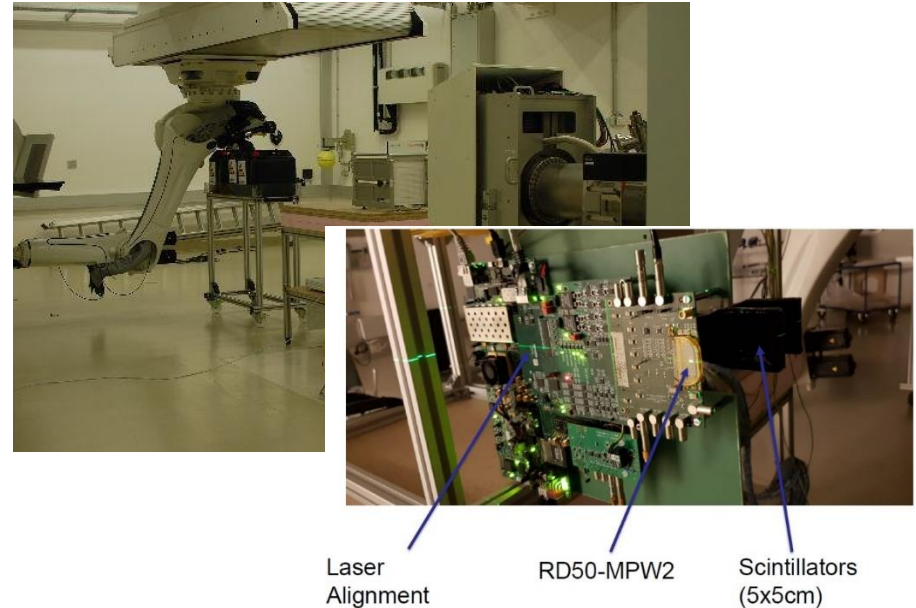 Laser
Alignment
RD50-MPW2
Scintillators
(5x5cm)